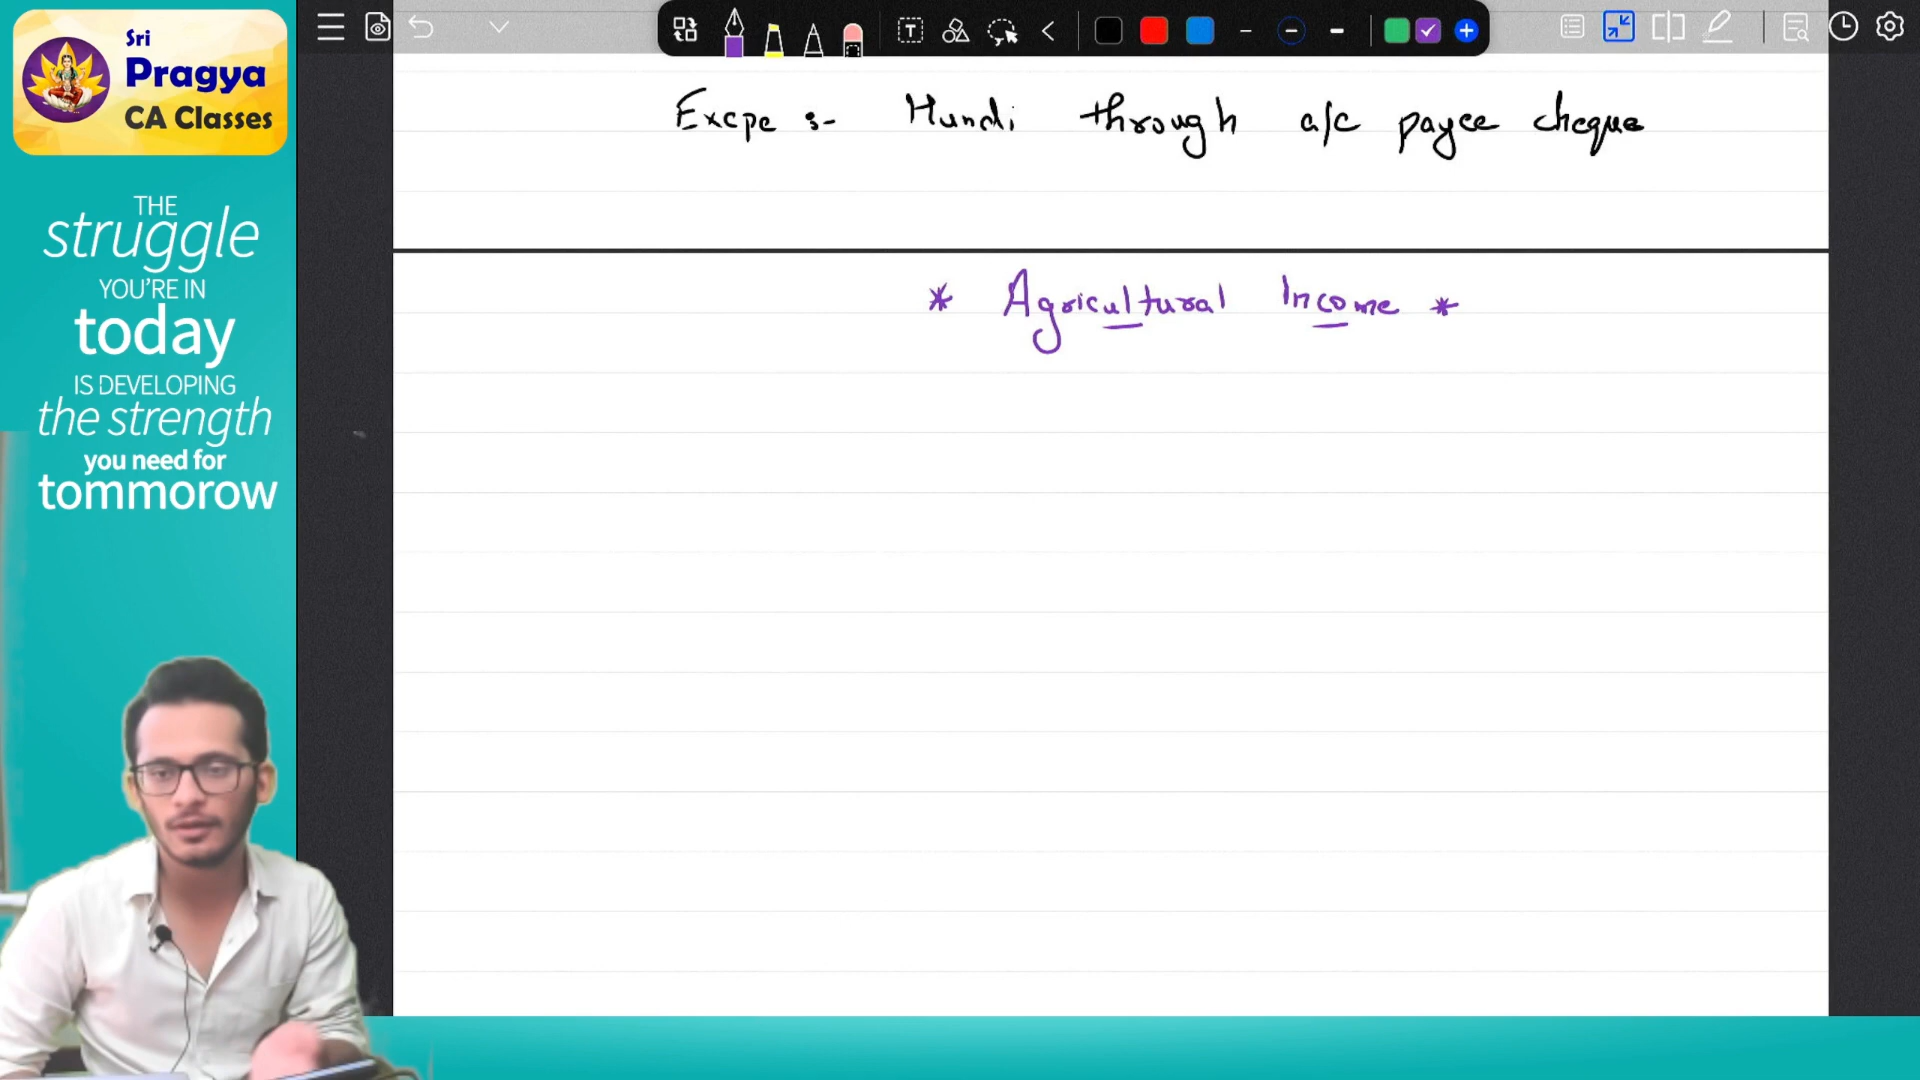 Sri
Pragya
CA Classes
THE
struggle
YOU'RE IN
today
IS DEVELOPING
the strength
you need for
tommorow
Excpe :- Hundi through a/c payee cheque
* Agricultural Income *